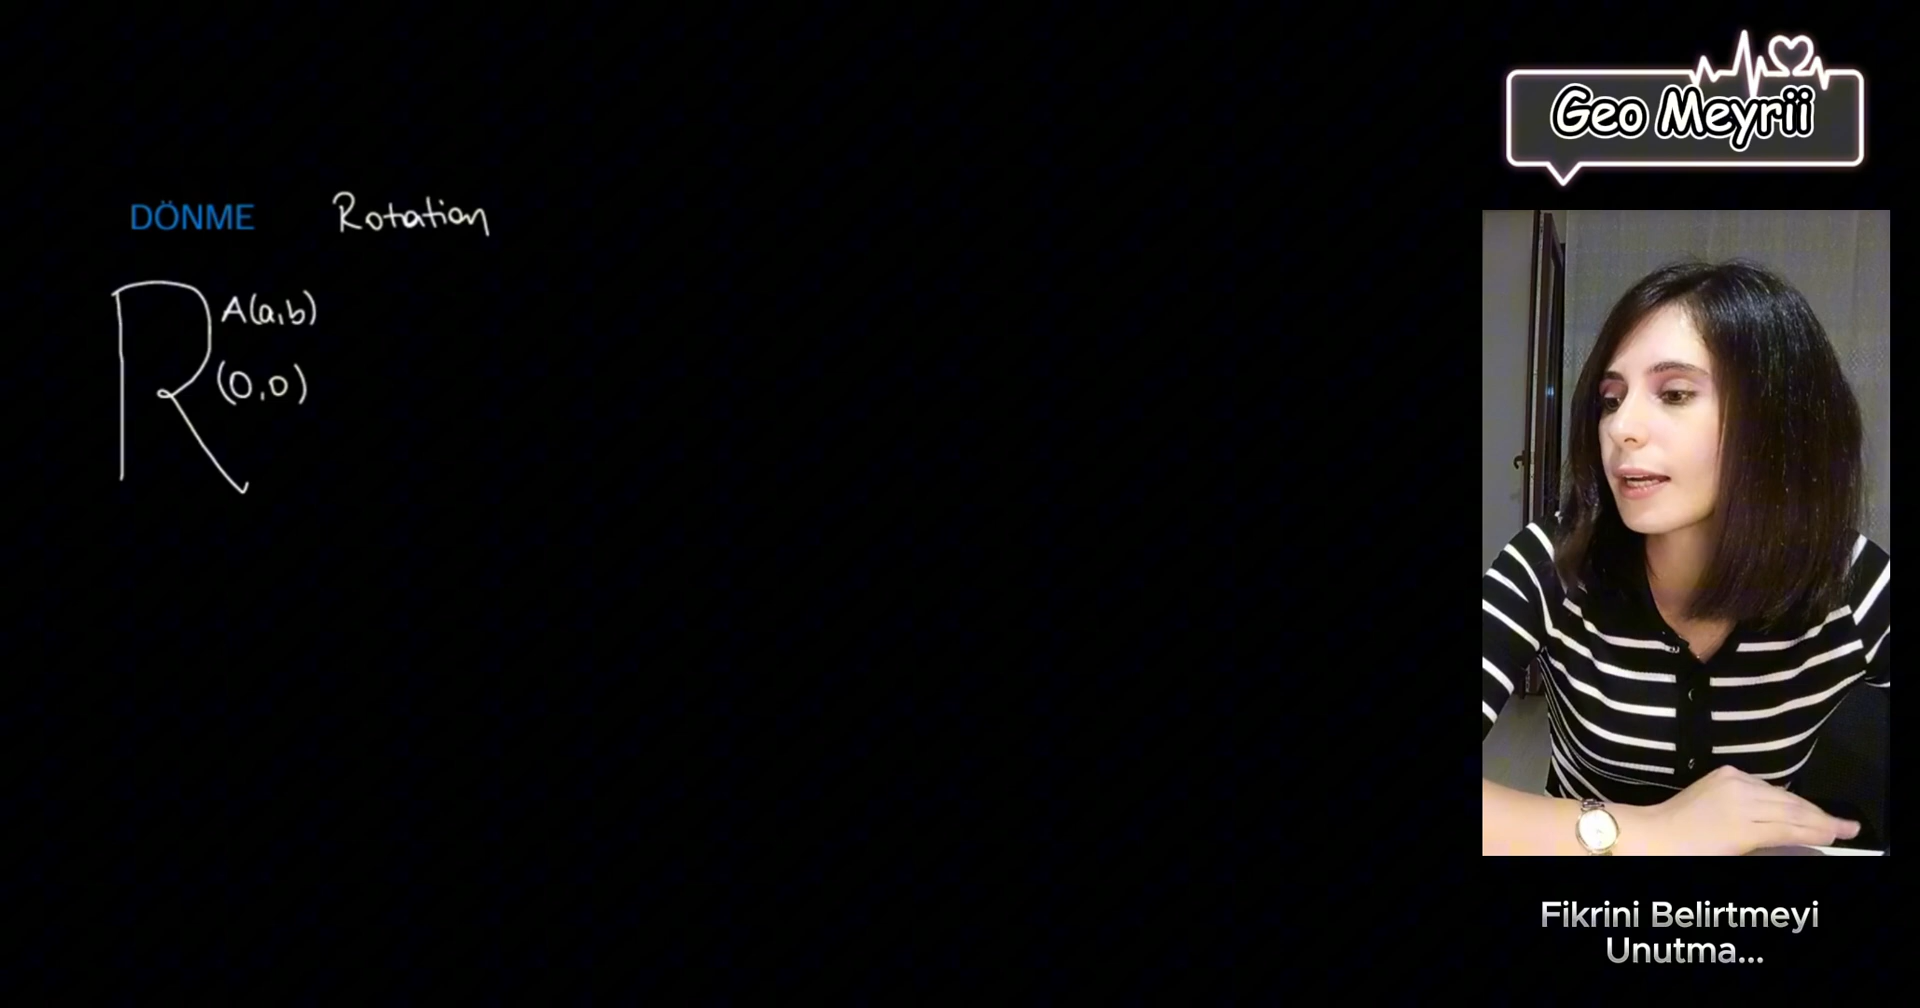 Geo Meyrii
DÖNME Rotation
R A(a,b)
(0,0)
Fikrini Belirtmeyi
Unutma...